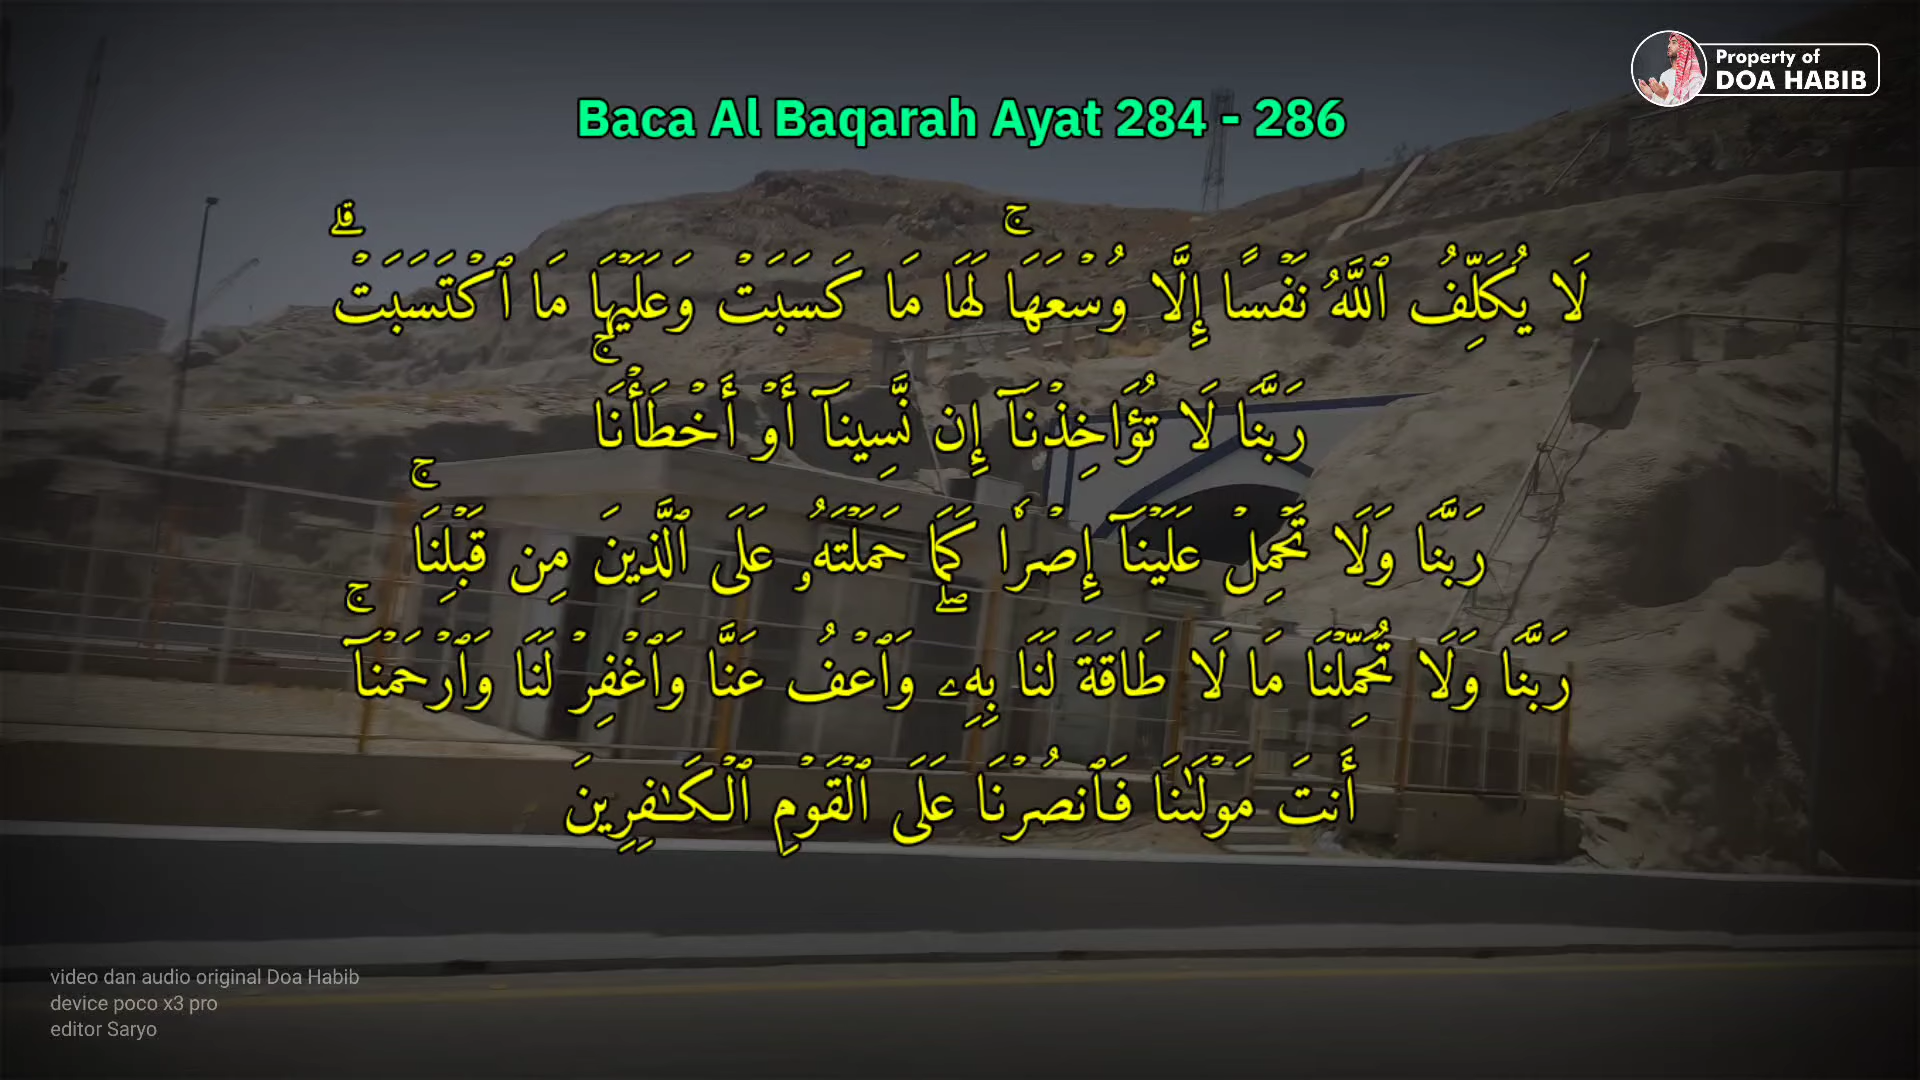 Property of
DOA HABIB
Baca Al Baqarah Ayat 284 - 286
لَا يُكَلِّفُ ٱللَّهُ نَفْسًا إِلَّا وُسْعَهَا ۚ لَهَا مَا كَسَبَتْ وَعَلَيْهَا مَا ٱكْتَسَبَتْ ۗ
رَبَّنَا لَا تُؤَاخِذْنَآ إِن نَّسِينَآ أَوْ أَخْطَأْنَا ۚ
رَبَّنَا وَلَا تَحْمِلْ عَلَيْنَآ إِصْرًا كَمَا حَمَلْتَهُۥ عَلَى ٱلَّذِينَ مِن قَبْلِنَا ۚ
رَبَّنَا وَلَا تُحَمِّلْنَا مَا لَا طَاقَةَ لَنَا بِهِۦ ۖ وَٱعْفُ عَنَّا وَٱغْفِرْ لَنَا وَٱرْحَمْنَآ ۚ
أَنتَ مَوْلَىٰنَا فَٱنصُرْنَا عَلَى ٱلْقَوْمِ ٱلْكَـٰفِرِينَ
video dan audio original Doa Habib
device poco x3 pro
editor Saryo